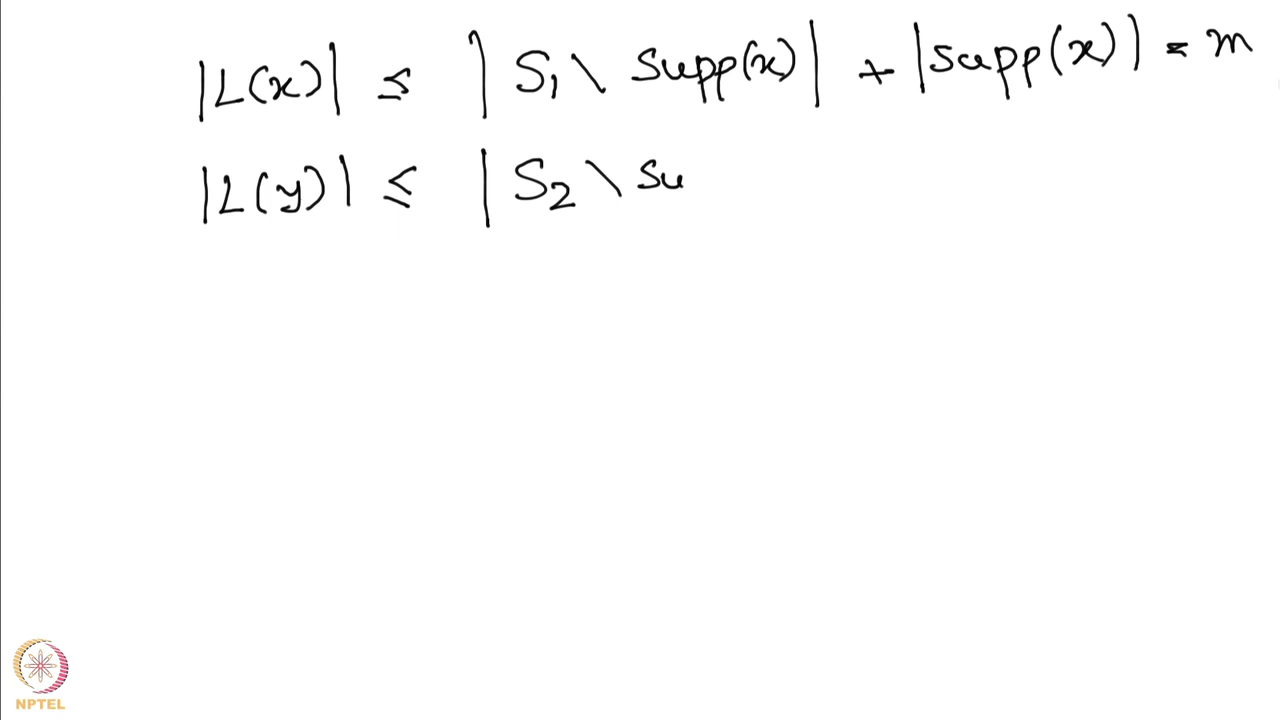 |L(x)| ≤ | S₁ \ Supp(x)| + |supp(x)| = m
|L(y)| ≤ | S₂ \ Su
NPTEL